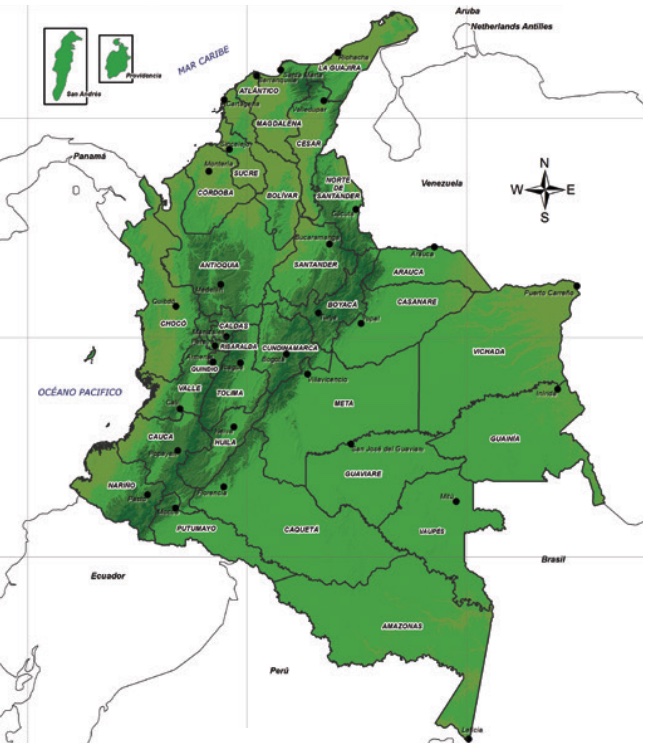 Aruba
Netherlands Antilles
MAR CARIBE
San Andrés
Providencia
Riohacha
LA GUAJIRA
Santa Marta
Barranquilla
ATLÁNTICO
Valledupar
Cartagena
MAGDALENA
CESAR
Sincelejo
Panamá
Montería
SUCRE
CÓRDOBA
BOLÍVAR
NORTE
DE
SANTANDER
Venezuela
N
W
E
S
Cúcuta
Bucaramanga
Arauca
ANTIOQUIA
SANTANDER
ARAUCA
Medellín
Puerto Carreño
CASANARE
Quibdó
BOYACÁ
Tunja
Yopal
CHOCÓ
CALDAS
Manizales
RISARALDA
CUNDINAMARCA
Pereira
Armenia
Bogotá
VICHADA
QUINDIO
Ibagué
Villavicencio
OCÉANO PACIFICO
VALLE
TOLIMA
Inírida
META
Cali
Neiva
CAUCA
HUILA
GUAINÍA
Popayán
San José del Guaviare
GUAVIARE
NARIÑO
Florencia
Pasto
Mitú
Mocoa
PUTUMAYO
CAQUETA
VAUPÉS
Brasil
Ecuador
AMAZONAS
Perú
Leticia